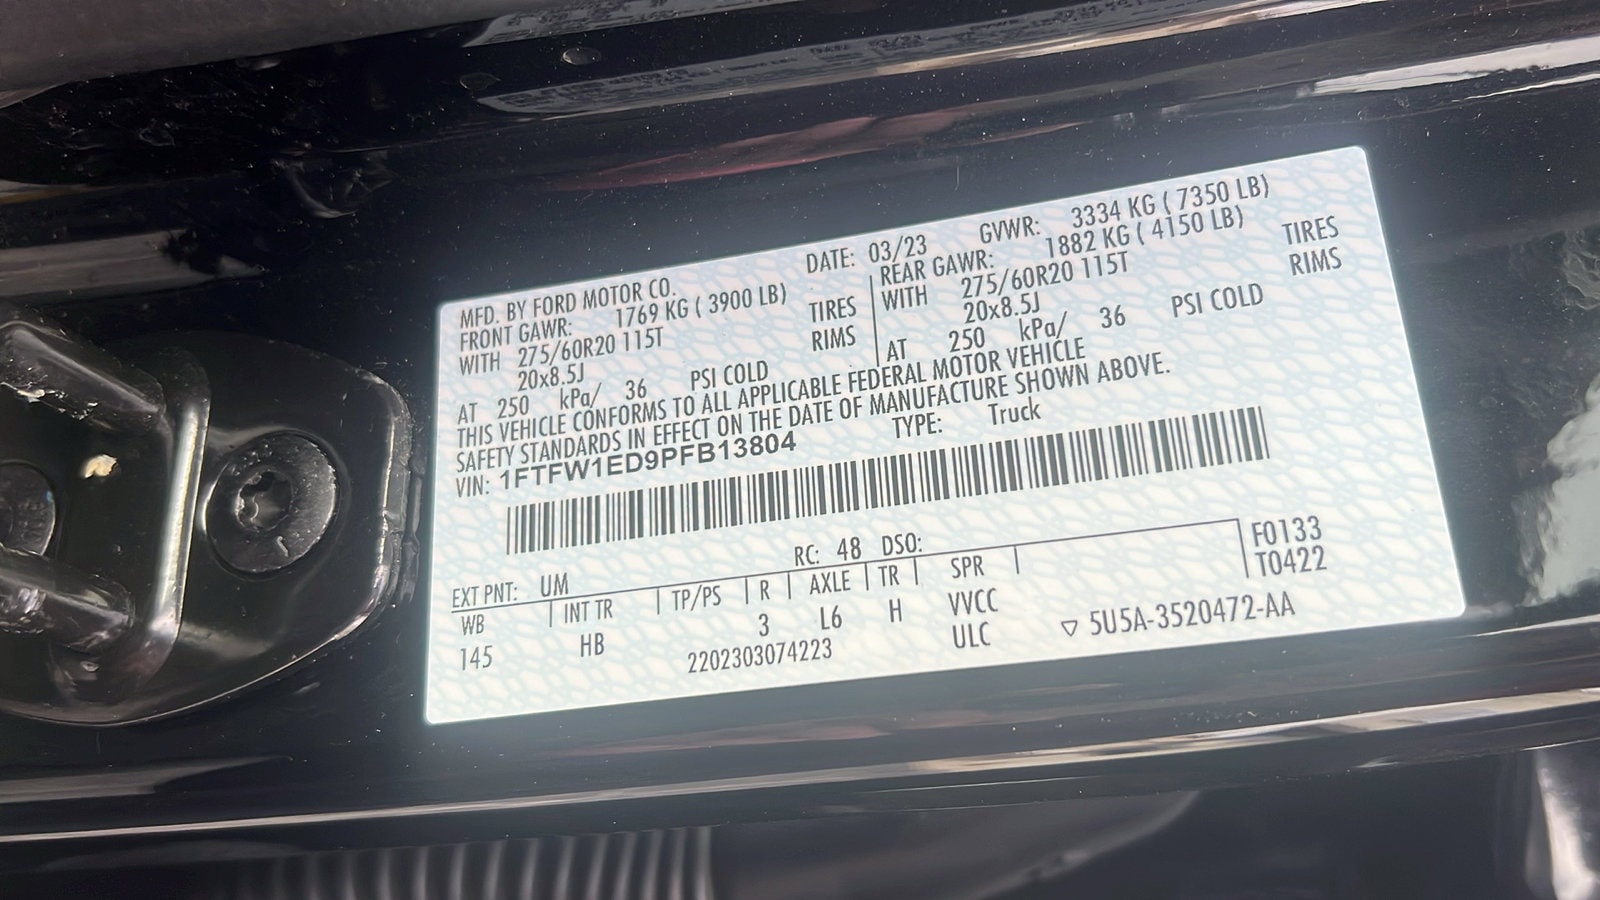 MFD. BY FORD MOTOR CO. DATE: 03/23 GVWR: 3334 KG ( 7350 LB)
FRONT GAWR: 1769 KG ( 3900 LB)
WITH 275/60R20 115T TIRES
20x8.5J RIMS
AT 250 kPa/ 36 PSI COLD
REAR GAWR: 1882 KG ( 4150 LB)
WITH 275/60R20 115T TIRES
20x8.5J RIMS
AT 250 kPa/ 36 PSI COLD
THIS VEHICLE CONFORMS TO ALL APPLICABLE FEDERAL MOTOR VEHICLE
SAFETY STANDARDS IN EFFECT ON THE DATE OF MANUFACTURE SHOWN ABOVE.
VIN: 1FTFW1ED9PFB13804 TYPE: Truck
EXT PNT: UM RC: 48 DSO: F0133
WB INT TR TP/PS R AXLE TR SPR T0422
145 HB 3 L6 H VVCC
2202303074223 ULC ▽ 5U5A-3520472-AA